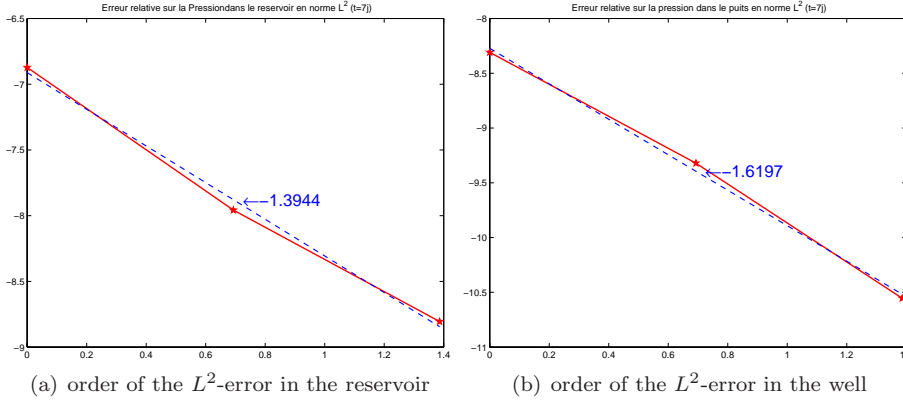 Erreur relative sur la Pressiondans le reservoir en norme L² (t=7j)
−6.5
−7
−7.5
−8
−8.5
−9
0 0.2 0.4 0.6 0.8 1 1.2 1.4
←−1.3944
(a) order of the L²-error in the reservoir
Erreur relative sur la pression dans le puits en norme L² (t=7j)
−8
−8.5
−9
−9.5
−10
−10.5
−11
0 0.2 0.4 0.6 0.8 1 1.2
←−1.6197
(b) order of the L²-error in the well